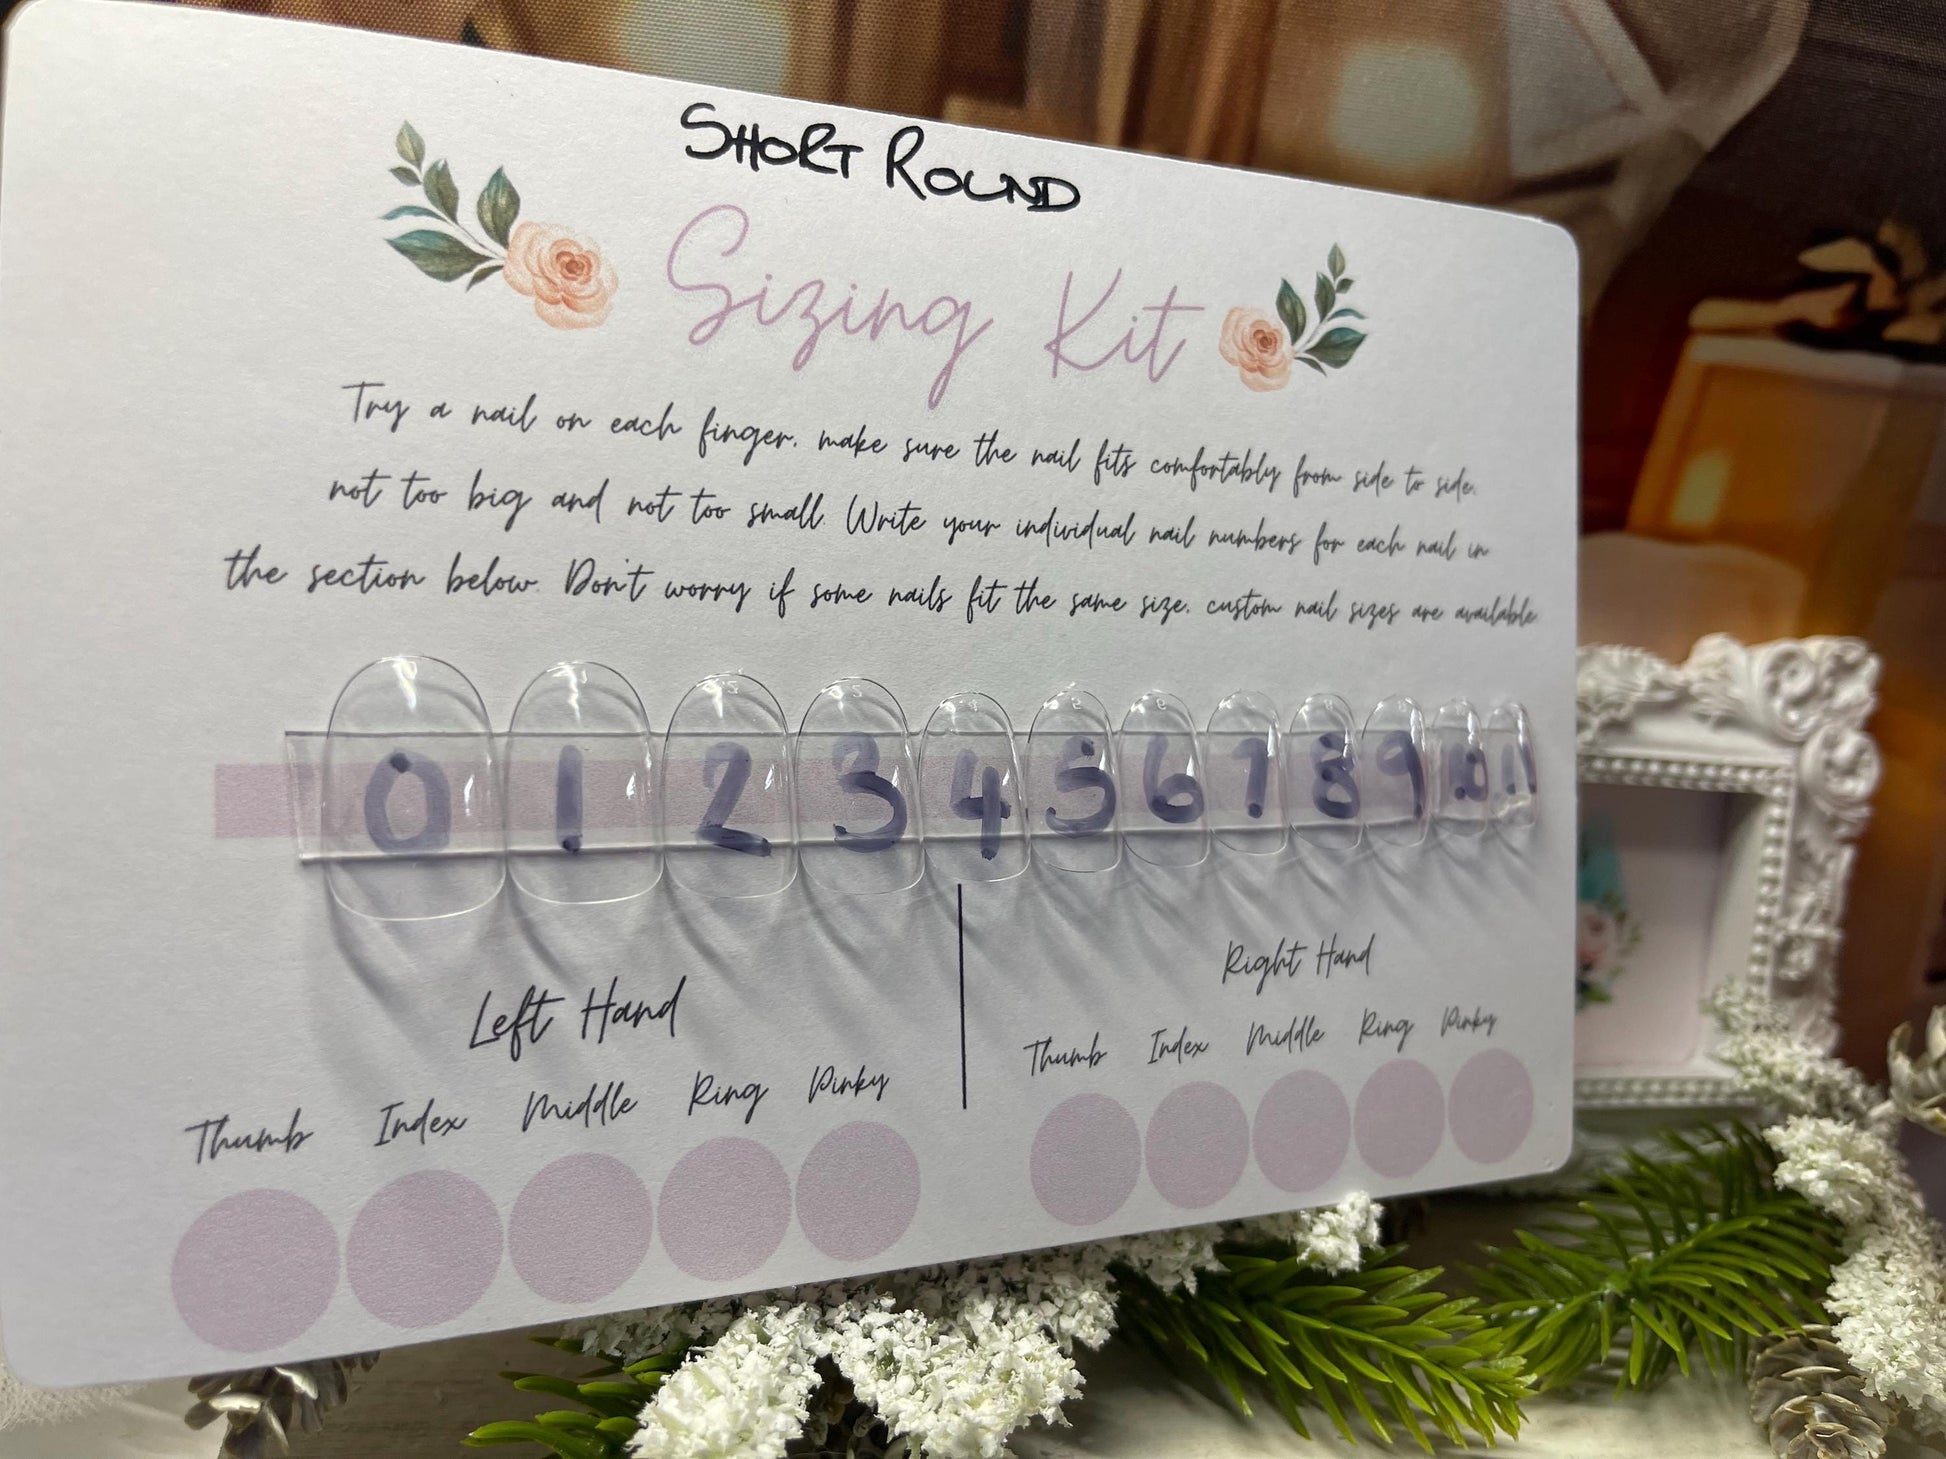 SHORT ROUND
Sizing Kit
Try a nail on each finger, make sure the nail fits comfortably from side to side,
not too big and not too small. Write your individual nail numbers for each nail in
the section below. Don't worry if some nails fit the same size, custom nail sizes are available
0 1 2 3 4 5 6 7 8 9 10 11
Left Hand
Thumb Index Middle Ring Pinky
Right Hand
Thumb Index Middle Ring Pinky